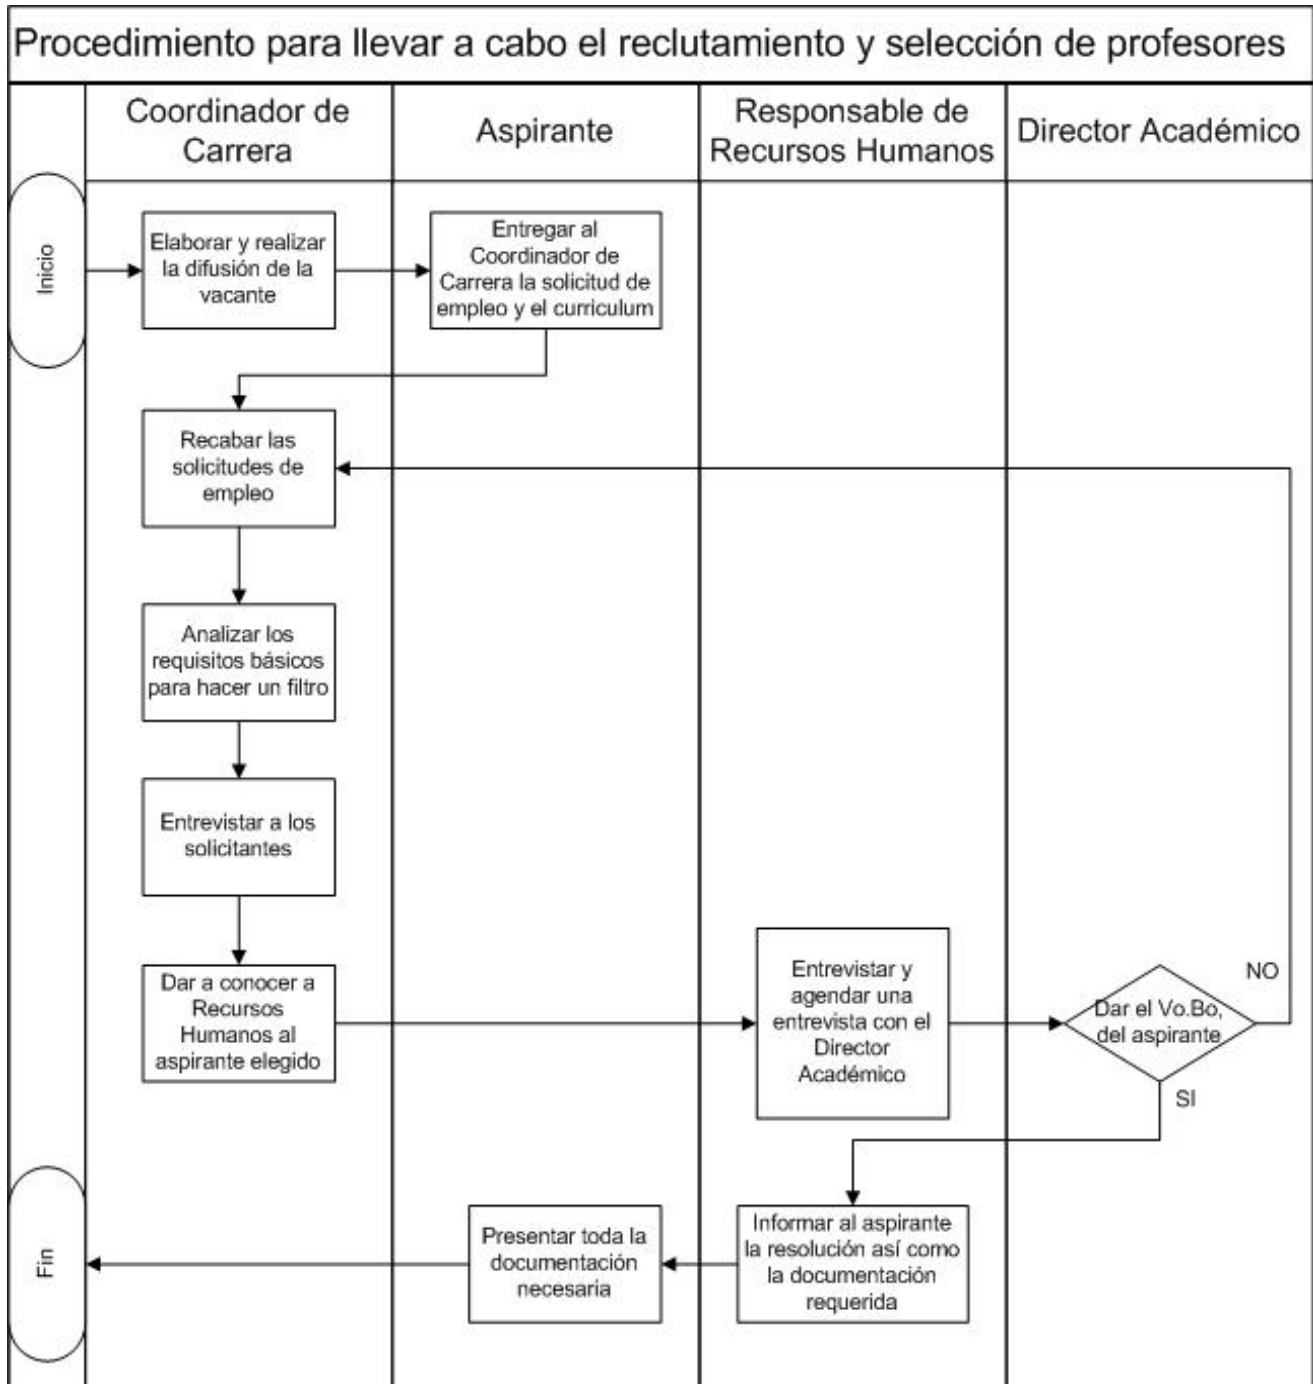 Procedimiento para llevar a cabo el reclutamiento y selección de profesores
Coordinador de
Carrera
Aspirante
Responsable de
Recursos Humanos
Director Académico
Inicio
Elaborar y realizar
la difusión de la
vacante
Entregar al
Coordinador de
Carrera la solicitud de
empleo y el curriculum
Recabar las
solicitudes de
empleo
Analizar los
requisitos básicos
para hacer un filtro
Entrevistar a los
solicitantes
Dar a conocer a
Recursos
Humanos al
aspirante elegido
Entrevistar y
agendar una
entrevista con el
Director
Académico
Dar el Vo.Bo,
del aspirante
NO
SI
Informar al aspirante
la resolución así como
la documentación
requerida
Presentar toda la
documentación
necesaria
Fin